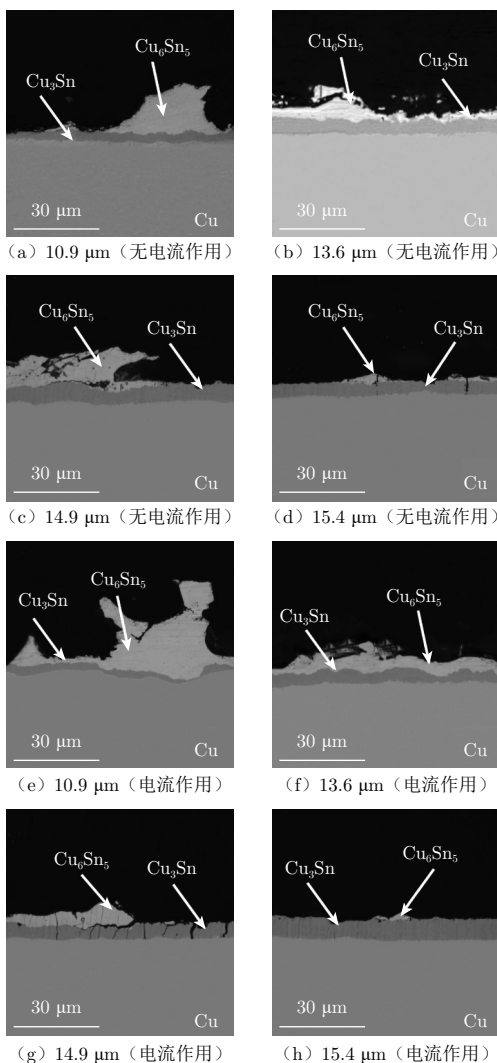 Cu₆Sn₅
Cu₃Sn
30 μm
Cu
(a) 10.9 μm（无电流作用）
Cu₆Sn₅
Cu₃Sn
30 μm
Cu
(b) 13.6 μm（无电流作用）
Cu₆Sn₅
Cu₃Sn
30 μm
Cu
(c) 14.9 μm（无电流作用）
Cu₆Sn₅
Cu₃Sn
30 μm
Cu
(d) 15.4 μm（无电流作用）
Cu₆Sn₅
Cu₃Sn
30 μm
Cu
(e) 10.9 μm（电流作用）
Cu₆Sn₅
Cu₃Sn
30 μm
Cu
(f) 13.6 μm（电流作用）
Cu₆Sn₅
Cu₃Sn
30 μm
Cu
(g) 14.9 μm（电流作用）
Cu₆Sn₅
Cu₃Sn
30 μm
Cu
(h) 15.4 μm（电流作用）